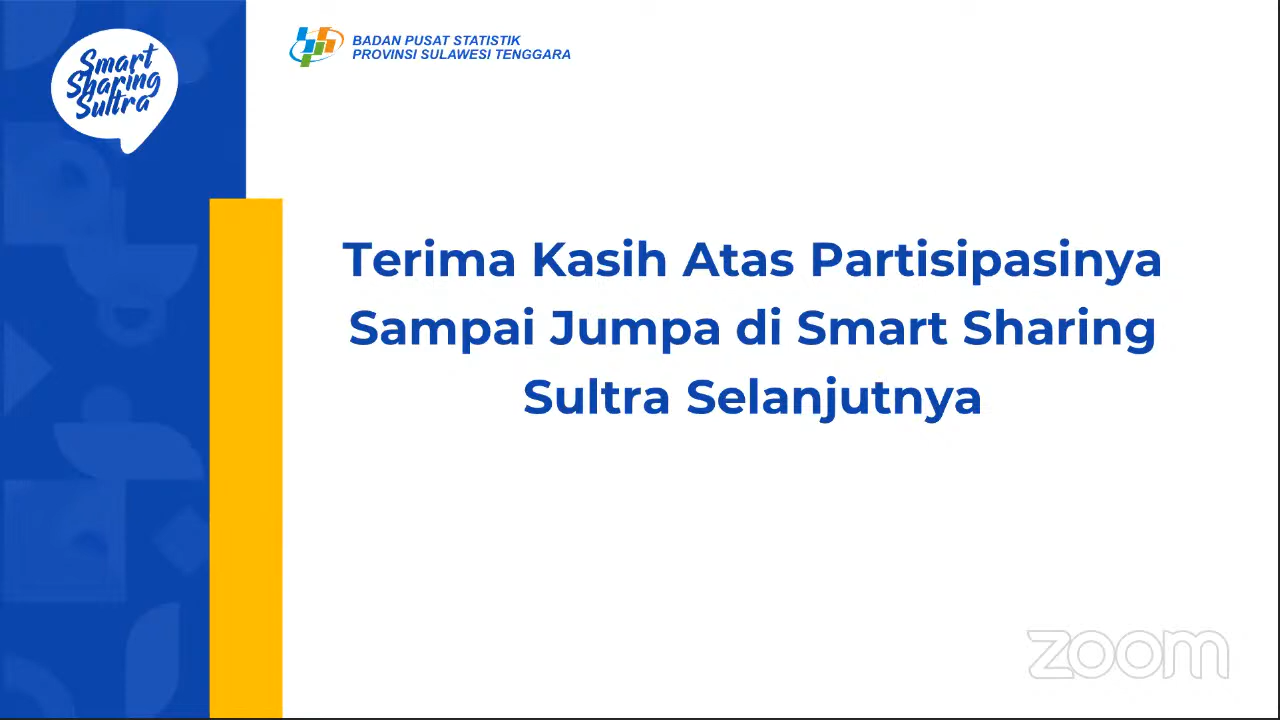 Smart
Sharing
Sultra
BADAN PUSAT STATISTIK
PROVINSI SULAWESI TENGGARA
Terima Kasih Atas Partisipasinya
Sampai Jumpa di Smart Sharing
Sultra Selanjutnya
zoom